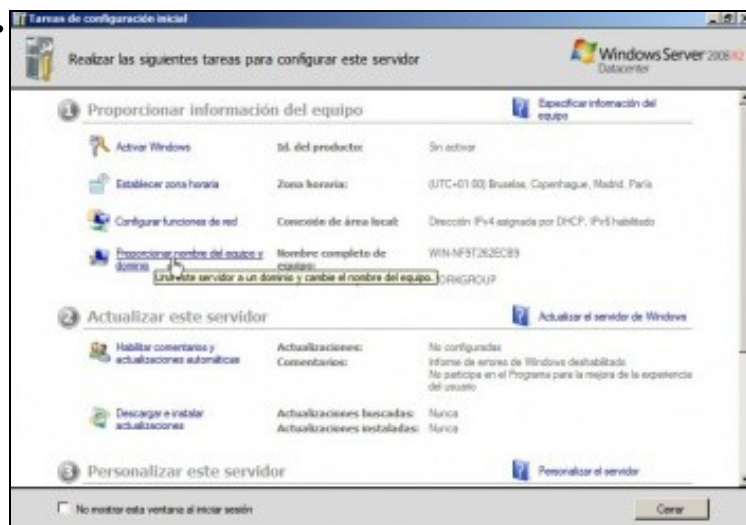 Tareas de configuración inicial
Realizar las siguientes tareas para configurar este servidor
Windows Server 2008 R2
Datacenter
1 Proporcionar información del equipo
Especificar información del
equipo
Activar Windows
Id. del producto:
Sin activar
Establecer zona horaria
Zona horaria:
(UTC+01:00) Bruselas, Copenhague, Madrid, París
Configurar funciones de red
Conexión de área local:
Dirección IPv4 asignada por DHCP, IPv6 habilitado
Proporcionar nombre del equipo y
dominio
Nombre completo de
equipo:
WIN-NF9T262ECB9
Una este servidor a un dominio y cambie el nombre del equipo.
WORKGROUP
2 Actualizar este servidor
Actualizar el servidor de Windows
Habilitar comentarios y
actualizaciones automáticas
Actualizaciones:
Comentarios:
No configuradas
Informe de errores de Windows deshabilitado
No participa en el Programa para la mejora de la experiencia
del usuario
Descargar e instalar
actualizaciones
Actualizaciones buscadas:
Actualizaciones instaladas:
Nunca
Nunca
3 Personalizar este servidor
Personalizar el servidor
No mostrar esta ventana al iniciar sesión
Cerrar